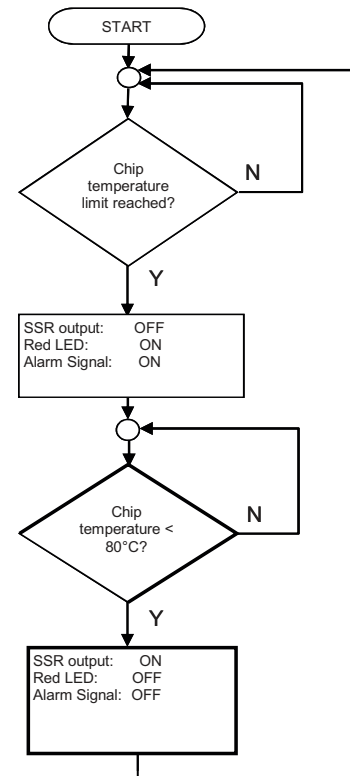 START
Chip
temperature
limit reached?
N
Y
SSR output: OFF
Red LED: ON
Alarm Signal: ON
Chip
temperature <
80°C?
N
Y
SSR output: ON
Red LED: OFF
Alarm Signal: OFF